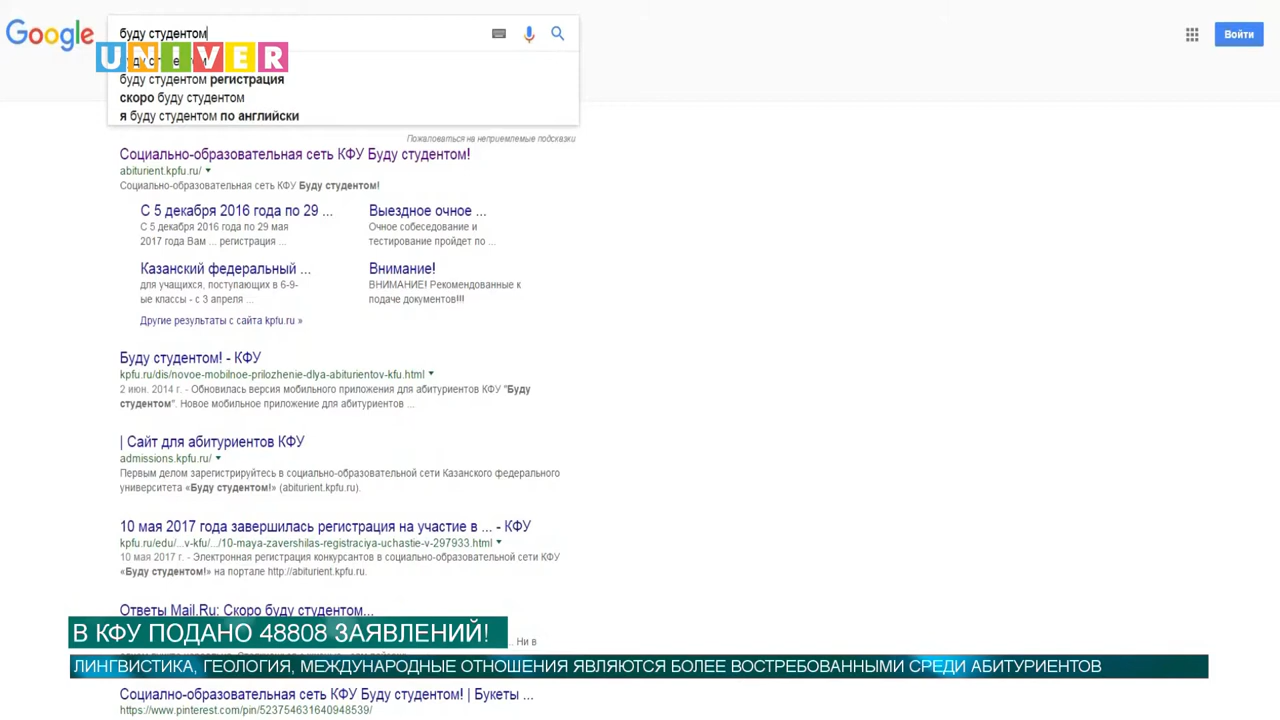 Google
буду студентом
Войти
UNIVER
буду студентом
буду студентом регистрация
скоро буду студентом
я буду студентом по английски
Пожаловаться на неприемлемые подсказки
Социально-образовательная сеть КФУ Буду студентом!
abiturient.kpfu.ru/
Социально-образовательная сеть КФУ Буду студентом!
С 5 декабря 2016 года по 29 ...
С 5 декабря 2016 года по 29 мая
2017 года Вам ... регистрация ...
Выездное очное ...
Очное собеседование и
тестирование пройдет по ...
Казанский федеральный ...
для учащихся, поступающих в 6-9-
ые классы - с 3 апреля ...
Внимание!
ВНИМАНИЕ! Рекомендованные к
подаче документов!!!
Другие результаты с сайта kpfu.ru »
Буду студентом! - КФУ
kpfu.ru/dis/novoe-mobilnoe-prilozhenie-dlya-abiturientov-kfu.html
2 июн. 2014 г. - Обновилась версия мобильного приложения для абитуриентов КФУ "Буду
студентом". Новое мобильное приложение для абитуриентов ...
| Сайт для абитуриентов КФУ
admissions.kpfu.ru/
Первым делом зарегистрируйтесь в социально-образовательной сети Казанского федерального
университета «Буду студентом!» (abiturient.kpfu.ru).
10 мая 2017 года завершилась регистрация на участие в ... - КФУ
kpfu.ru/edu/...v-kfu/.../10-maya-zavershilas-registraciya-uchastie-v-297933.html
10 мая 2017 г. - Электронная регистрация конкурсантов в социально-образовательной сети КФУ
«Буду студентом!» на портале http://abiturient.kpfu.ru.
Ответы Mail.Ru: Скоро буду студентом...
... Ни в
В КФУ ПОДАНО 48808 ЗАЯВЛЕНИЙ!
ЛИНГВИСТИКА, ГЕОЛОГИЯ, МЕЖДУНАРОДНЫЕ ОТНОШЕНИЯ ЯВЛЯЮТСЯ БОЛЕЕ ВОСТРЕБОВАННЫМИ СРЕДИ АБИТУРИЕНТОВ
Социально-образовательная сеть КФУ Буду студентом! | Букеты ...
https://www.pinterest.com/pin/523754631640948539/